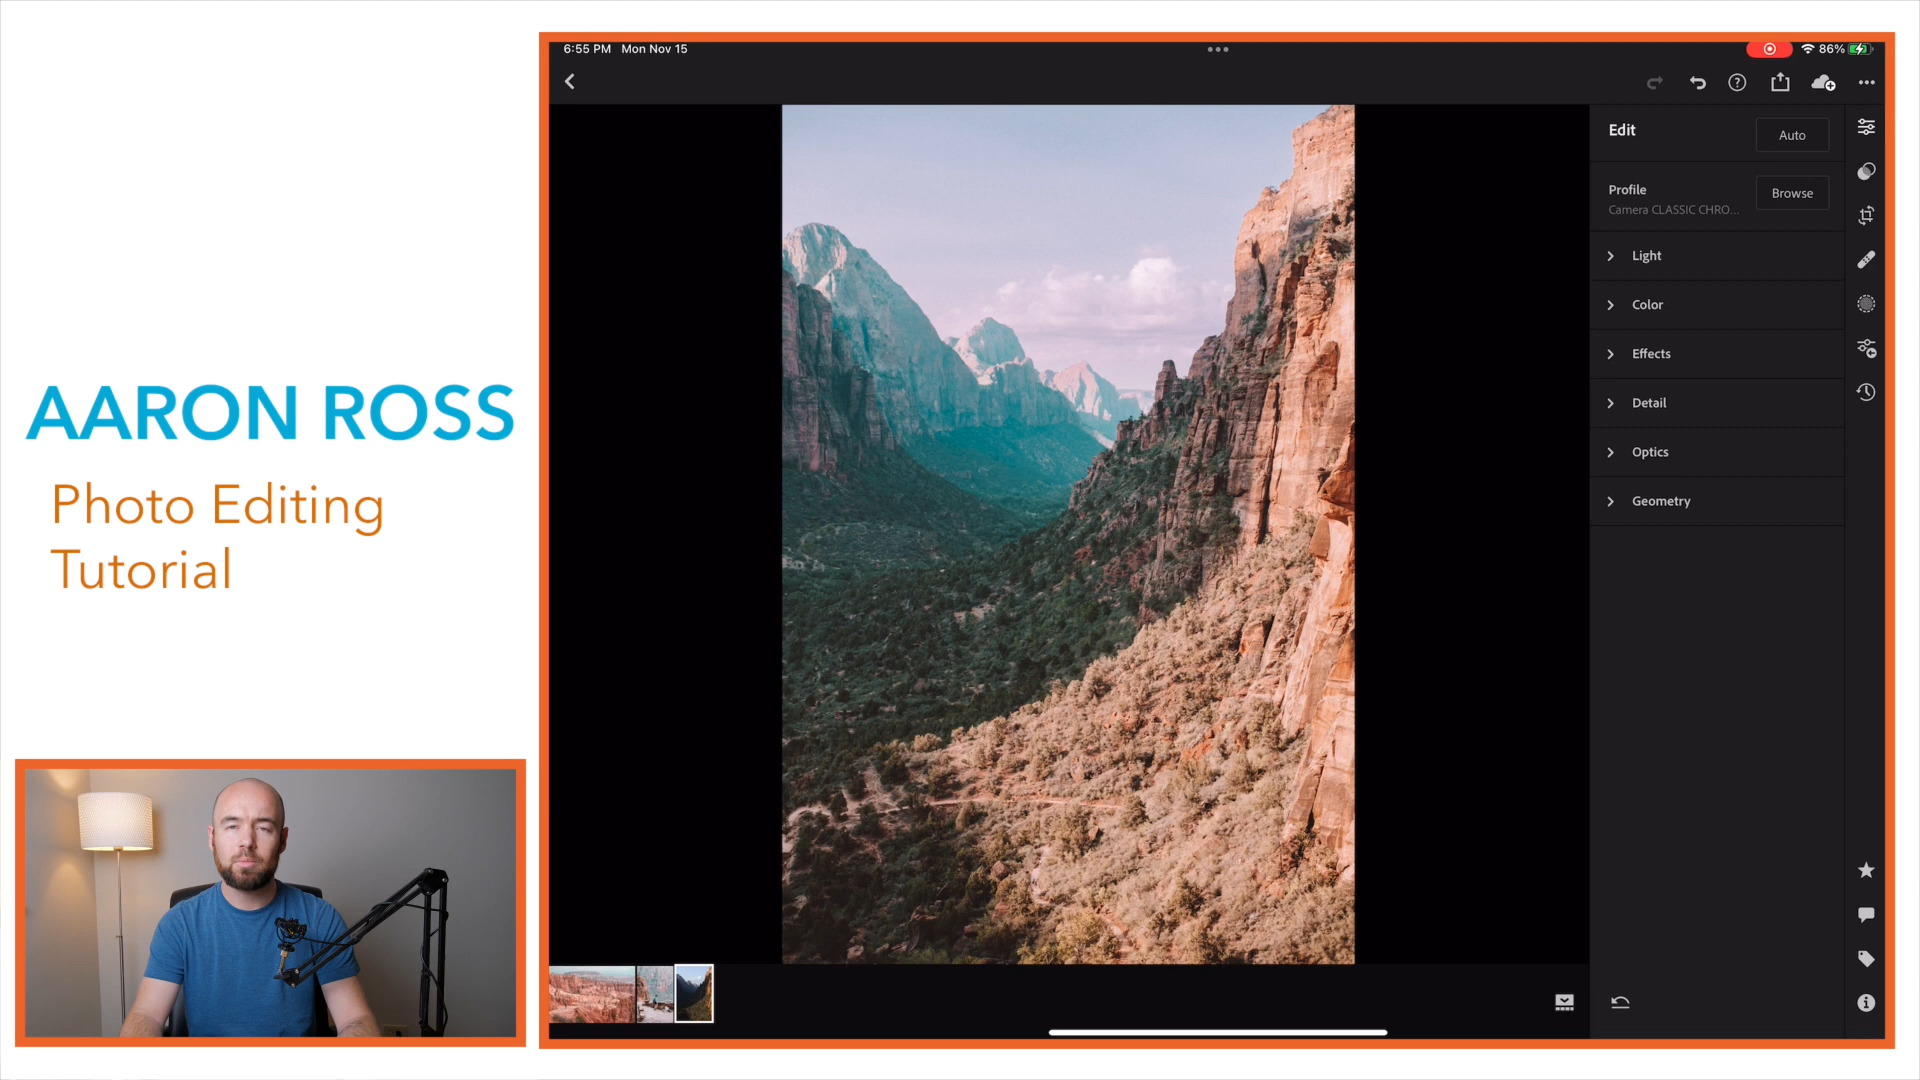 6:55 PM Mon Nov 15
86%
Edit
Auto
Profile
Camera CLASSIC CHRO...
Browse
Light
Color
Effects
Detail
Optics
Geometry
AARON ROSS
Photo Editing
Tutorial